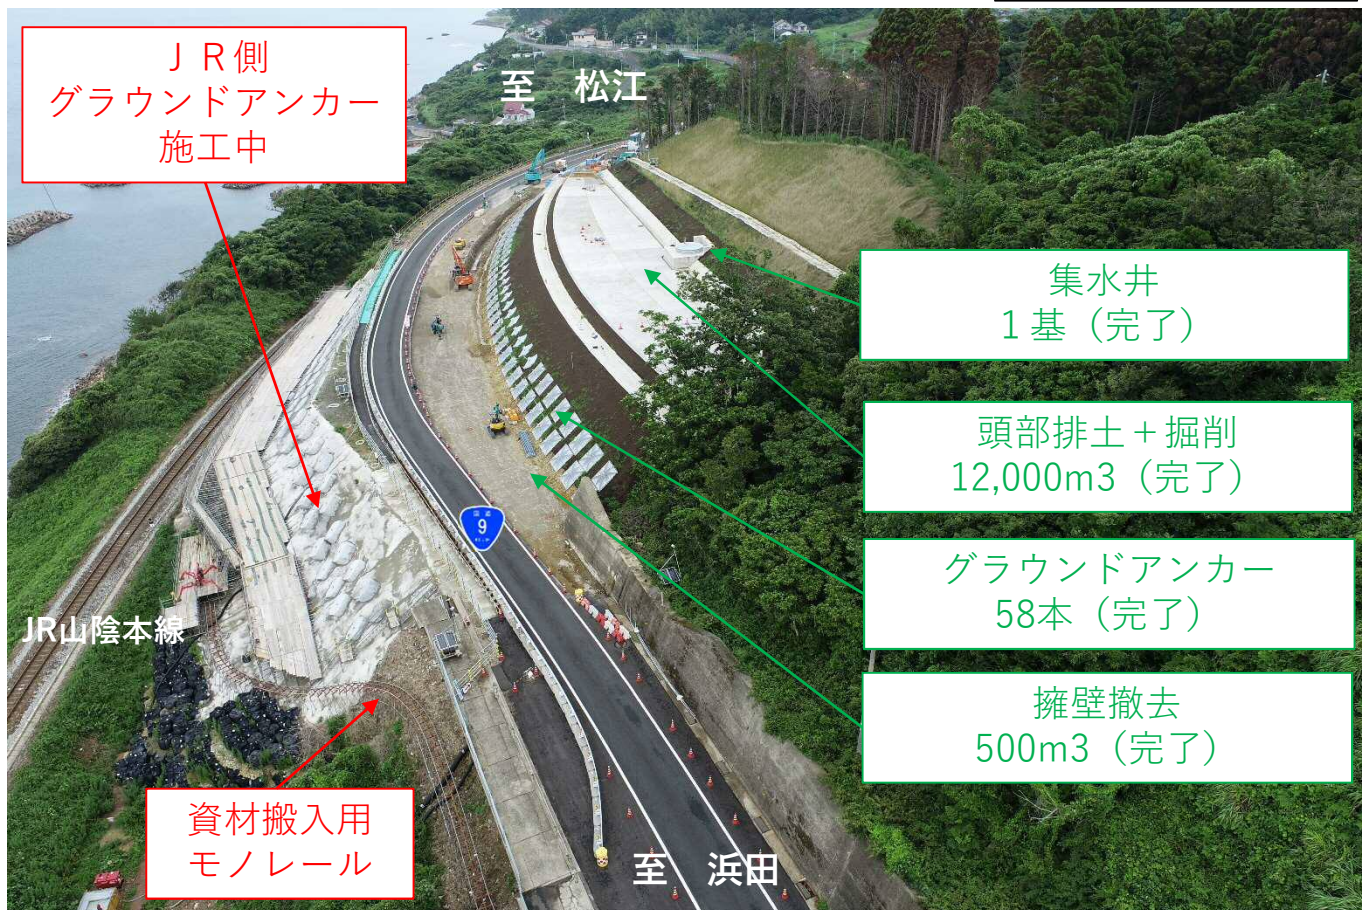 ＪＲ側
グラウンドアンカー
施工中
至　松江
集水井
１基（完了）
頭部排土＋掘削
12,000m3（完了）
国道
9
グラウンドアンカー
58本（完了）
JR山陰本線
擁壁撤去
500m3（完了）
資材搬入用
モノレール
至　浜田